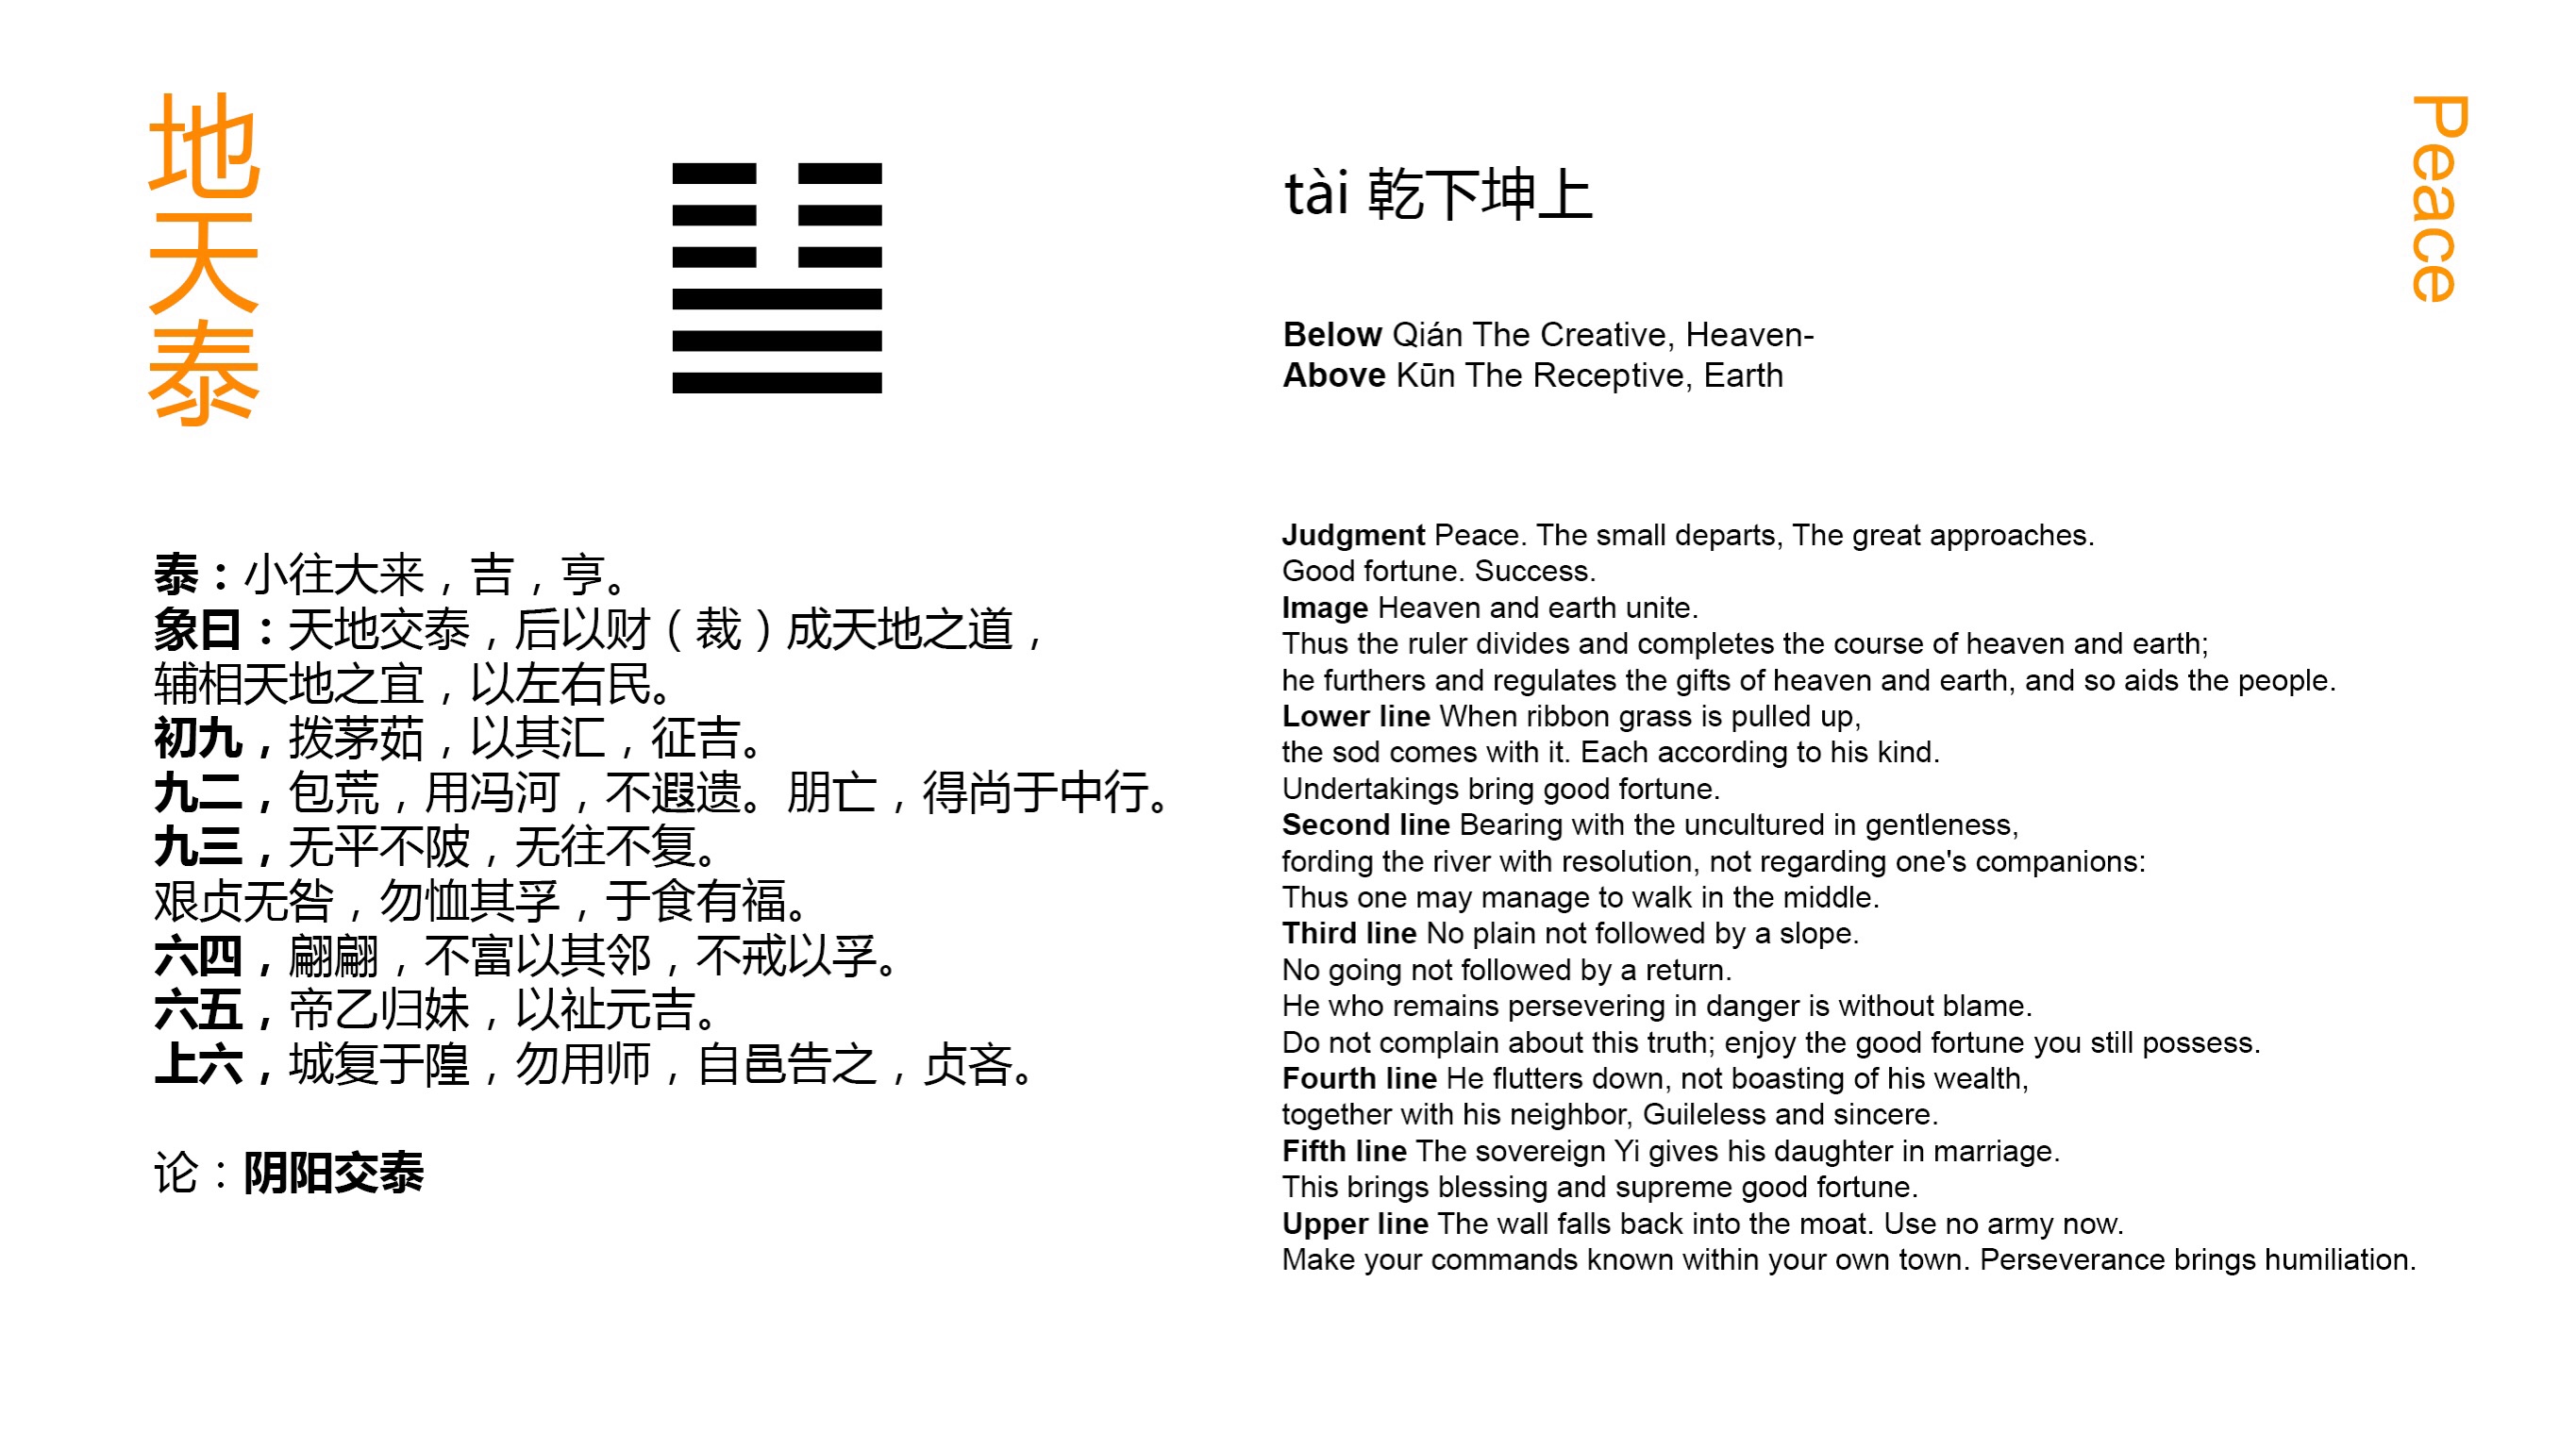 地天泰
泰：小往大来，吉，亨。
象曰：天地交泰，后以财（裁）成天地之道，
辅相天地之宜，以左右民。
初九，拨茅茹，以其汇，征吉。
九二，包荒，用冯河，不遐遗。朋亡，得尚于中行。
九三，无平不陂，无往不复。
艰贞无咎，勿恤其孚，于食有福。
六四，翩翩，不富以其邻，不戒以孚。
六五，帝乙归妹，以祉元吉。
上六，城复于隍，勿用师，自邑告之，贞吝。
论：阴阳交泰
tài 乾下坤上
Peace
Below Qián The Creative, Heaven-
Above Kūn The Receptive, Earth
Judgment Peace. The small departs, The great approaches.
Good fortune. Success.
Image Heaven and earth unite.
Thus the ruler divides and completes the course of heaven and earth;
he furthers and regulates the gifts of heaven and earth, and so aids the people.
Lower line When ribbon grass is pulled up,
the sod comes with it. Each according to his kind.
Undertakings bring good fortune.
Second line Bearing with the uncultured in gentleness,
fording the river with resolution, not regarding one's companions:
Thus one may manage to walk in the middle.
Third line No plain not followed by a slope.
No going not followed by a return.
He who remains persevering in danger is without blame.
Do not complain about this truth; enjoy the good fortune you still possess.
Fourth line He flutters down, not boasting of his wealth,
together with his neighbor, Guileless and sincere.
Fifth line The sovereign Yi gives his daughter in marriage.
This brings blessing and supreme good fortune.
Upper line The wall falls back into the moat. Use no army now.
Make your commands known within your own town. Perseverance brings humiliation.